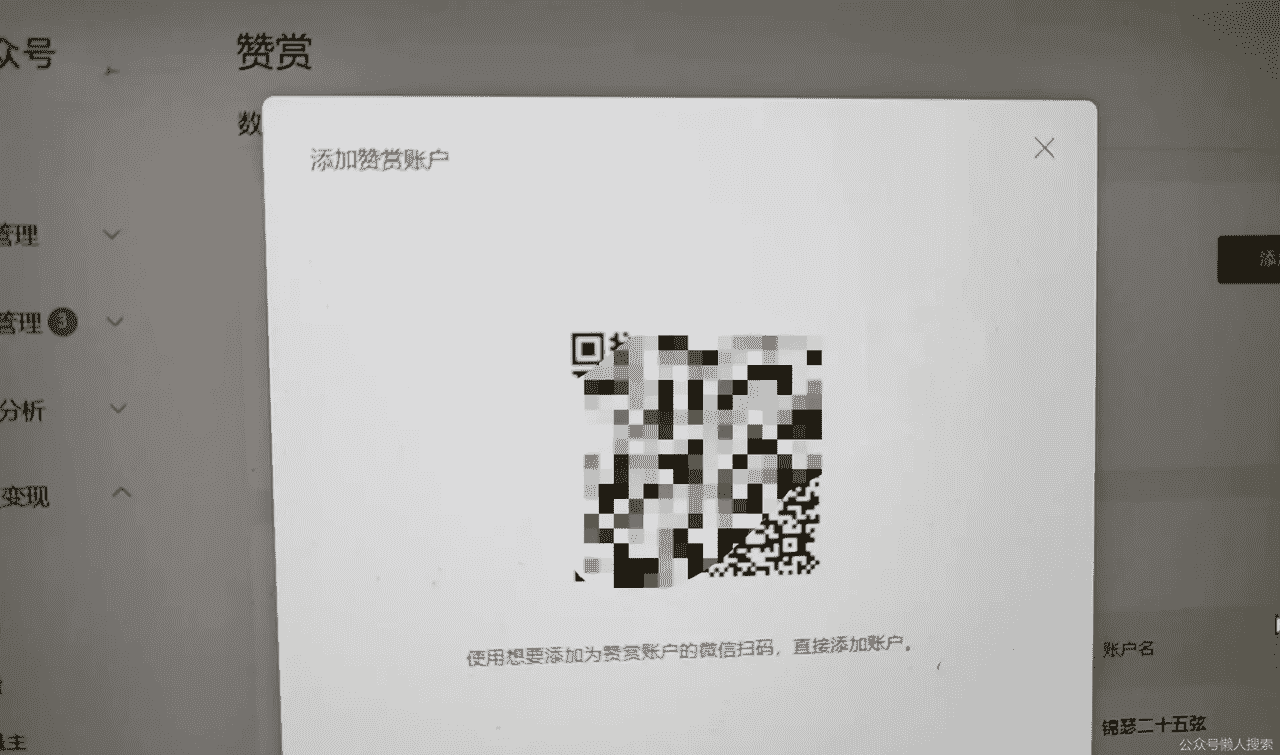 众号
赞赏
数
添加赞赏账户
管理
添
管理 3
分析
变现
使用想要添加为赞赏账户的微信扫码，直接添加账户。
账户名
锦瑟二十五弦
主
公众号懒人搜索